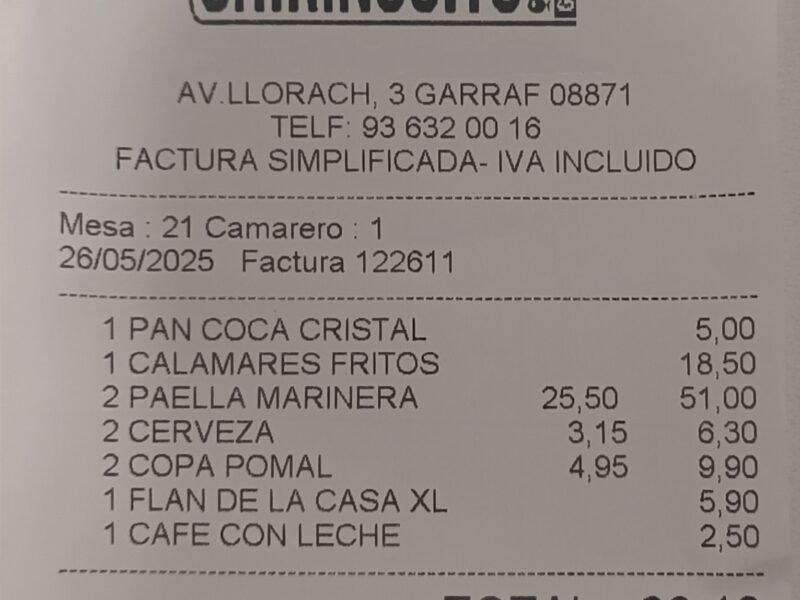 AV.LLORACH, 3 GARRAF 08871
TELF: 93 632 00 16
FACTURA SIMPLIFICADA- IVA INCLUIDO
Mesa : 21 Camarero : 1
26/05/2025 Factura 122611
1 PAN COCA CRISTAL 5,00
1 CALAMARES FRITOS 18,50
2 PAELLA MARINERA 25,50 51,00
2 CERVEZA 3,15 6,30
2 COPA POMAL 4,95 9,90
1 FLAN DE LA CASA XL 5,90
1 CAFE CON LECHE 2,50